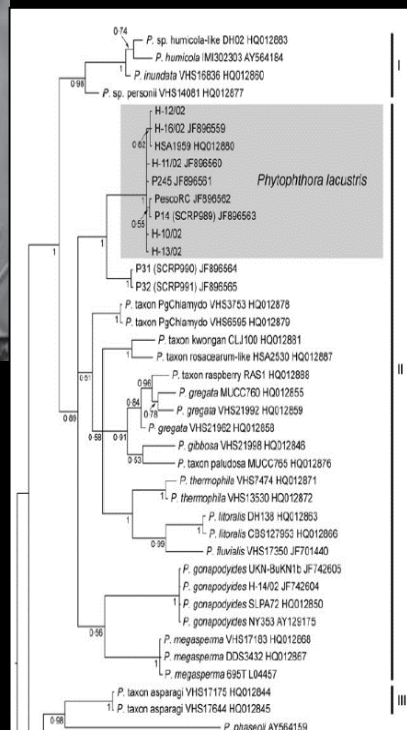 0·74
P. sp. humicola-like DH02 HQ012883
P. humicola IMI302303 AY564184
1
P. inundata VHS16836 HQ012860
0·98
P. sp. personii VHS14081 HQ012877
I
H-12/02
H-16/02 JF896559
0·82
HSA1959 HQ012880
H-11/02 JF896560
P245 JF896561
Phytophthora lacustris
1
PescoRC JF896562
0·55
P14 (SCRP989) JF896563
H-10/02
H-13/02
1
P31 (SCRP990) JF896564
1
P32 (SCRP991) JF896565
P. taxon PgChlamydo VHS3753 HQ012878
1
P. taxon PgChlamydo VHS6595 HQ012879
P. taxon kwongan CLJ100 HQ012881
0·51
1
P. taxon rosacearum-like HSA2530 HQ012887
II
P. taxon raspberry RAS1 HQ012888
0·96
P. gregata MUCC760 HQ012855
0·64
0·78
P. gregata VHS21992 HQ012859
0·89
0·58
P. gregata VHS21962 HQ012858
0·91
P. gibbosa VHS21998 HQ012846
0·53
P. taxon paludosa MUCC765 HQ012876
P. thermophila VHS7474 HQ012871
1
P. thermophila VHS13530 HQ012872
1
P. litoralis DH138 HQ012863
1
P. litoralis CBS127953 HQ012866
0·99
P. fluvialis VHS17350 JF701440
P. gonapodyides UKN-BuKN1b JF742605
P. gonapodyides H-14/02 JF742604
P. gonapodyides SLPA72 HQ012850
1
P. gonapodyides NY353 AY129175
0·56
P. megasperma VHS17183 HQ012868
P. megasperma DDS3432 HQ012867
1
P. megasperma 695T L04457
P. taxon asparagi VHS17175 HQ012844
1
P. taxon asparagi VHS17644 HQ012845
III
0·98
P. phaseoli AY564159